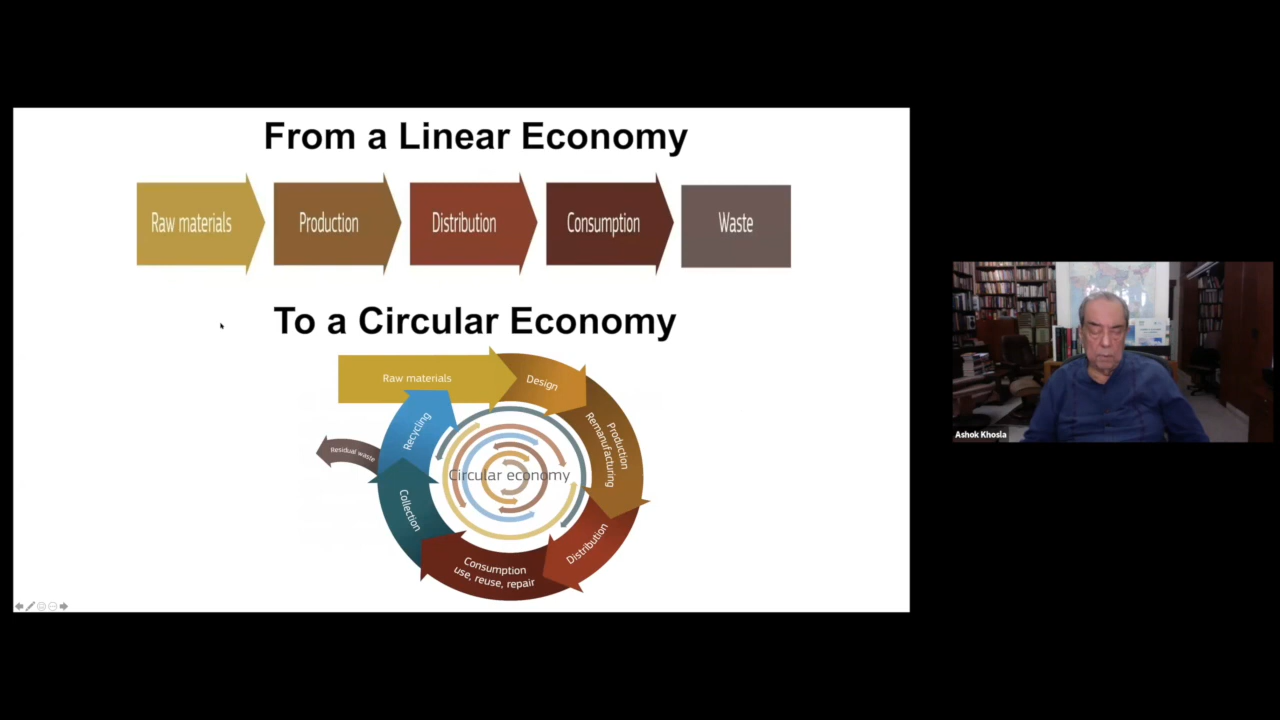 From a Linear Economy
Raw materials
Production
Distribution
Consumption
Waste
To a Circular Economy
Raw materials
Design
Production
Remanufacturing
Distribution
Consumption
use, reuse, repair
Collection
Recycling
Residual waste
Circular economy
Ashok Khosla